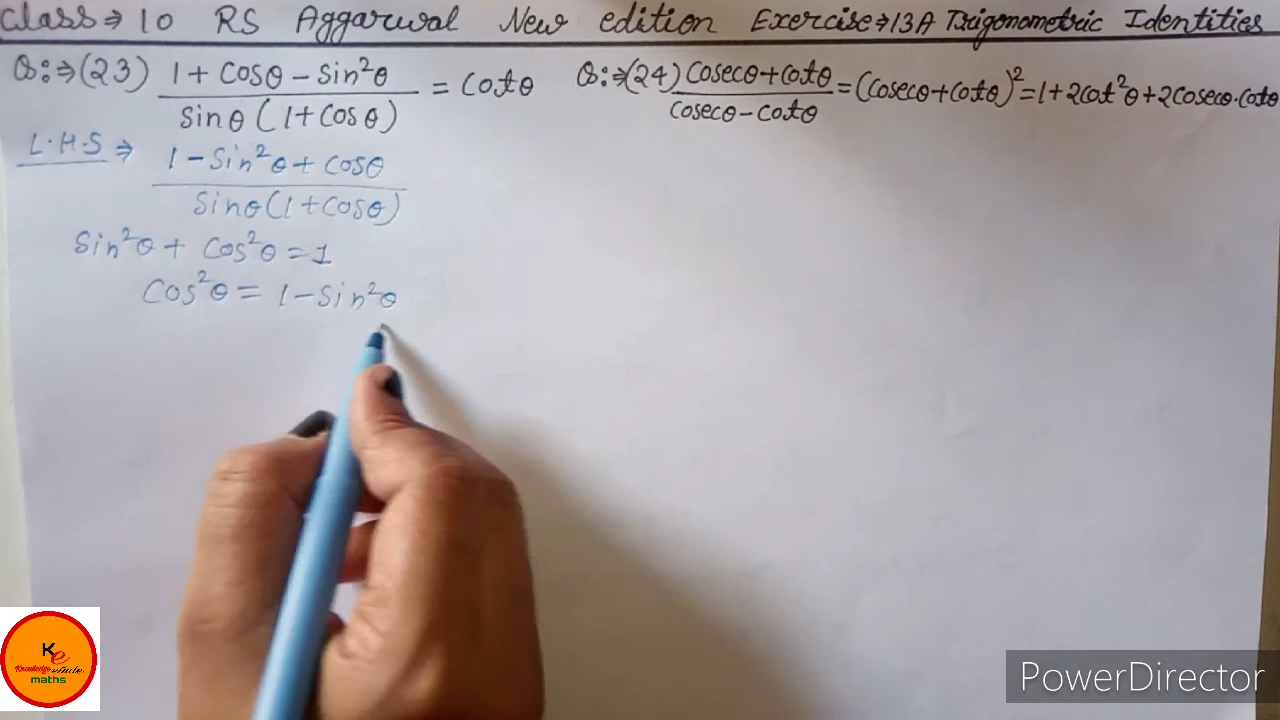 Class ⇒ 10 RS Aggarwal New edition Exercise ⇒ 13A Trigonometric Identities
Q: ⇒ (23) 1 + Cosθ − Sin²θ / Sinθ (1 + Cosθ) = Cotθ
L.H.S ⇒ 1 − Sin²θ + Cosθ / Sinθ (1 + Cosθ)
Sin²θ + Cos²θ = 1
Cos²θ = 1 − Sin²θ
Q: ⇒ (24) Cosecθ + Cotθ / Cosecθ − Cotθ = (Cosecθ + Cotθ)² = 1 + 2Cot²θ + 2Cosecθ.Cotθ
Ke
Knowledge
maths
PowerDirector